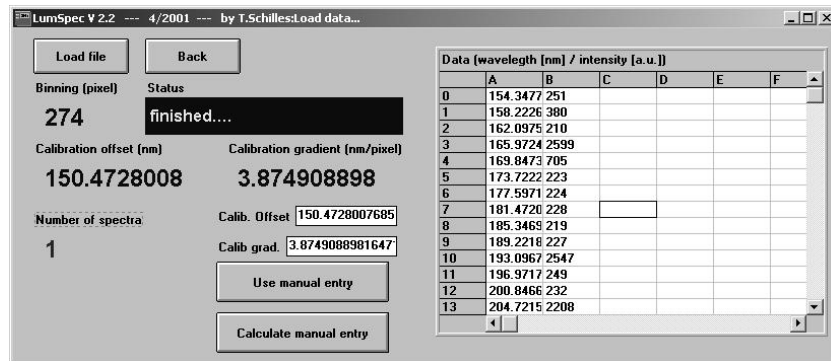 LumSpec V 2.2 --- 4/2001 --- by T.Schilles:Load data...
Load file
Back
Binning (pixel)
Status
274
finished....
Calibration offset (nm)
Calibration gradient (nm/pixel)
150.4728008
3.874908898
Number of spectra
1
Calib. Offset 150.4728007685
Calib grad. 3.8749088981647
Use manual entry
Calculate manual entry
Data (wavelegth [nm] / intensity [a.u.])
A B C D E F
0 154.3477 251
1 158.2226 380
2 162.0975 210
3 165.9724 2599
4 169.8473 705
5 173.7222 223
6 177.5971 224
7 181.4720 228
8 185.3469 219
9 189.2218 227
10 193.0967 2547
11 196.9717 249
12 200.8466 232
13 204.7215 2208